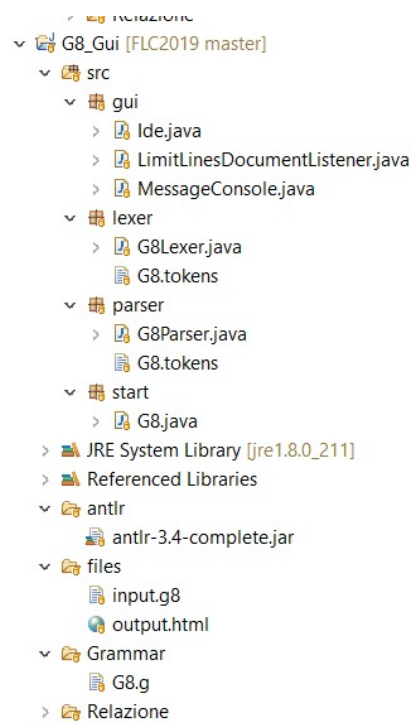 G8_Gui [FLC2019 master]
src
gui
Ide.java
LimitLinesDocumentListener.java
MessageConsole.java
lexer
G8Lexer.java
G8.tokens
parser
G8Parser.java
G8.tokens
start
G8.java
JRE System Library [jre1.8.0_211]
Referenced Libraries
antlr
antlr-3.4-complete.jar
files
input.g8
output.html
Grammar
G8.g
Relazione